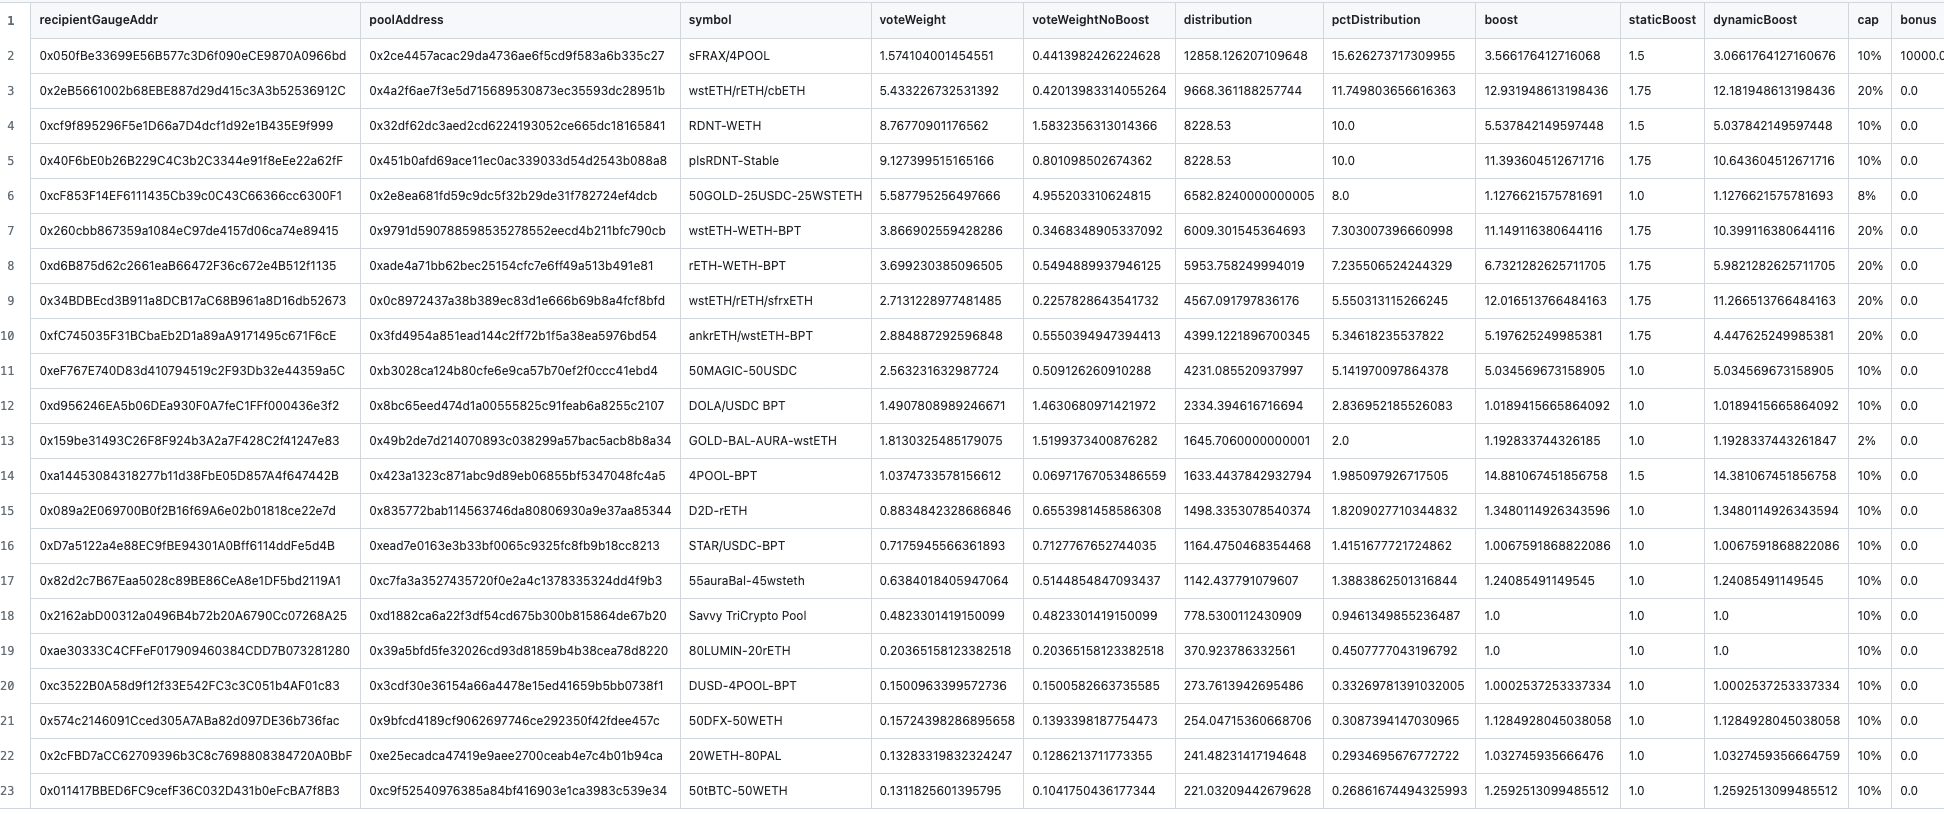 1 recipientGaugeAddr poolAddress symbol voteWeight voteWeightNoBoost distribution pctDistribution boost staticBoost dynamicBoost cap bonus
2 0x050fBe33699E56B577c3D6f090eCE9870A0966bd 0x2ce4457acac29da4736ae6f5cd9f583a6b335c27 sFRAX/4POOL 1.574104001454551 0.4413982426224628 12858.126207109648 15.626273717309955 3.566176412716068 1.5 3.0661764127160676 10% 10000.0
3 0x2eB5661002b68EBE887d29d415c3A3b52536912C 0x4a2f6ae7f3e5d715689530873ec35593dc28951b wstETH/rETH/cbETH 5.433226732531392 0.42013983314055264 9668.361188257744 11.749803656616363 12.931948613198436 1.75 12.181948613198436 20% 0.0
4 0xcf9f895296F5e1D66a7D4dcf1d92e1B435E9f999 0x32df62dc3aed2cd6224193052ce665dc18165841 RDNT-WETH 8.76770901176562 1.5832356313014366 8228.53 10.0 5.537842149597448 1.5 5.037842149597448 10% 0.0
5 0x40F6bE0b26B229C4C3b2C3344e91f8eEe22a62fF 0x451b0afd69ace11ec0ac339033d54d2543b088a8 plsRDNT-Stable 9.127399515165166 0.801098502674362 8228.53 10.0 11.393604512671716 1.75 10.643604512671716 10% 0.0
6 0xcF853F14EF6111435Cb39c0C43C66366cc6300F1 0x2e8ea681fd59c9dc5f32b29de31f782724ef4dcb 50GOLD-25USDC-25WSTETH 5.587795256497666 4.955203310624815 6582.8240000000005 8.0 1.1276621575781691 1.0 1.1276621575781693 8% 0.0
7 0x260cbb867359a1084eC97de4157d06ca74e89415 0x9791d590788598535278552eecd4b211bfc790cb wstETH-WETH-BPT 3.866902559428286 0.3468348905337092 6009.301545364693 7.303007396660998 11.149116380644116 1.75 10.399116380644116 20% 0.0
8 0xd6B875d62c2661eaB66472F36c672e4B512f1135 0xade4a71bb62bec25154cfc7e6ff49a513b491e81 rETH-WETH-BPT 3.699230385096505 0.5494889937946125 5953.758249994019 7.235506524244329 6.7321282625711705 1.75 5.9821282625711705 20% 0.0
9 0x34BDBEcd3B911a8DCB17aC68B961a8D16db52673 0x0c8972437a38b389ec83d1e666b69b8a4fcf8bfd wstETH/rETH/sfrxETH 2.7131228977481485 0.2257828643541732 4567.091797836176 5.550313115266245 12.016513766484163 1.75 11.266513766484163 20% 0.0
10 0xfC745035F31BCbaEb2D1a89aA9171495c671F6cE 0x3fd4954a851ead144c2ff72b1f5a38ea5976bd54 ankrETH/wstETH-BPT 2.884887292596848 0.5550394947394413 4399.1221896700345 5.34618235537822 5.197625249985381 1.75 4.447625249985381 20% 0.0
11 0xeF767E740D83d410794519c2F93Db32e44359a5C 0xb3028ca124b80cfe6e9ca57b70ef2f0ccc41ebd4 50MAGIC-50USDC 2.563231632987724 0.509126260910288 4231.085520937997 5.141970097864378 5.034569673158905 1.0 5.034569673158905 10% 0.0
12 0xd956246EA5b06DEa930F0A7feC1FFf000436e3f2 0x8bc65eed474d1a00555825c91feab6a8255c2107 DOLA/USDC BPT 1.4907808989246671 1.4630680971421972 2334.394616716694 2.836952185526083 1.0189415665864092 1.0 1.0189415665864092 10% 0.0
13 0x159be31493C26F8F924b3A2a7F428C2f41247e83 0x49b2de7d214070893c038299a57bac5acb8b8a34 GOLD-BAL-AURA-wstETH 1.8130325485179075 1.5199373400876282 1645.7060000000001 2.0 1.192833744326185 1.0 1.1928337443261847 2% 0.0
14 0xa14453084318277b11d38FbE05D857A4f647442B 0x423a1323c871abc9d89eb06855bf5347048fc4a5 4POOL-BPT 1.0374733578156612 0.06971767053486559 1633.4437842932794 1.985097926717505 14.881067451856758 1.5 14.381067451856758 10% 0.0
15 0x089a2E069700B0f2B16f69A6e02b01818ce22e7d 0x835772bab114563746da80806930a9e37aa85344 D2D-rETH 0.8834842328686846 0.6553981458586308 1498.3353078540374 1.8209027710344832 1.3480114926343596 1.0 1.3480114926343594 10% 0.0
16 0xD7a5122a4e88EC9fBE94301A0Bff6114ddFe5d4B 0xead7e0163e3b33bf0065c9325fc8fb9b18cc8213 STAR/USDC-BPT 0.7175945566361893 0.7127767652744035 1164.4750468354468 1.4151677721724862 1.0067591868822086 1.0 1.0067591868822086 10% 0.0
17 0x82d2c7B67Eaa5028c89BE86CeA8e1DF5bd2119A1 0xc7fa3a3527435720f0e2a4c1378335324dd4f9b3 55auraBal-45wsteth 0.6384018405947064 0.5144854847093437 1142.437791079607 1.3883862501316844 1.24085491149545 1.0 1.24085491149545 10% 0.0
18 0x2162abD00312a0496B4b72b20A6790Cc07268A25 0xd1882ca6a22f3df54cd675b300b815864de67b20 Savvy TriCrypto Pool 0.4823301419150099 0.4823301419150099 778.5300112430909 0.9461349855236487 1.0 1.0 1.0 10% 0.0
19 0xae30333C4CFFeF017909460384CDD7B073281280 0x39a5bfd5fe32026cd93d81859b4b38cea78d8220 80LUMIN-20rETH 0.20365158123382518 0.20365158123382518 370.923786332561 0.4507777043196792 1.0 1.0 1.0 10% 0.0
20 0xc3522B0A58d9f12f33E542FC3c3C051b4AF01c83 0x3cdf30e36154a66a4478e15ed41659b5bb0738f1 DUSD-4POOL-BPT 0.1500963399572736 0.1500582663735585 273.7613942695486 0.33269781391032005 1.0002537253337334 1.0 1.0002537253337334 10% 0.0
21 0x574c2146091Cced305A7ABa82d097DE36b736fac 0x9bfcd4189cf9062697746ce292350f42fdee457c 50DFX-50WETH 0.15724398286895658 0.1393398187754473 254.04715360668706 0.3087394147030965 1.1284928045038058 1.0 1.1284928045038058 10% 0.0
22 0x2cFBD7aCC62709396b3C8c7698808384720A0BbF 0xe25ecadca47419e9aee2700ceab4e7c4b01b94ca 20WETH-80PAL 0.13283319832324247 0.1286213711773355 241.48231417194648 0.2934695676772722 1.032745935666476 1.0 1.0327459356664759 10% 0.0
23 0x011417BBED6FC9cefF36C032D431b0eFcBA7f8B3 0xc9f52540976385a84bf416903e1ca3983c539e34 50tBTC-50WETH 0.1311825601395795 0.1041750436177344 221.03209442679628 0.26861674494325993 1.2592513099485512 1.0 1.2592513099485512 10% 0.0